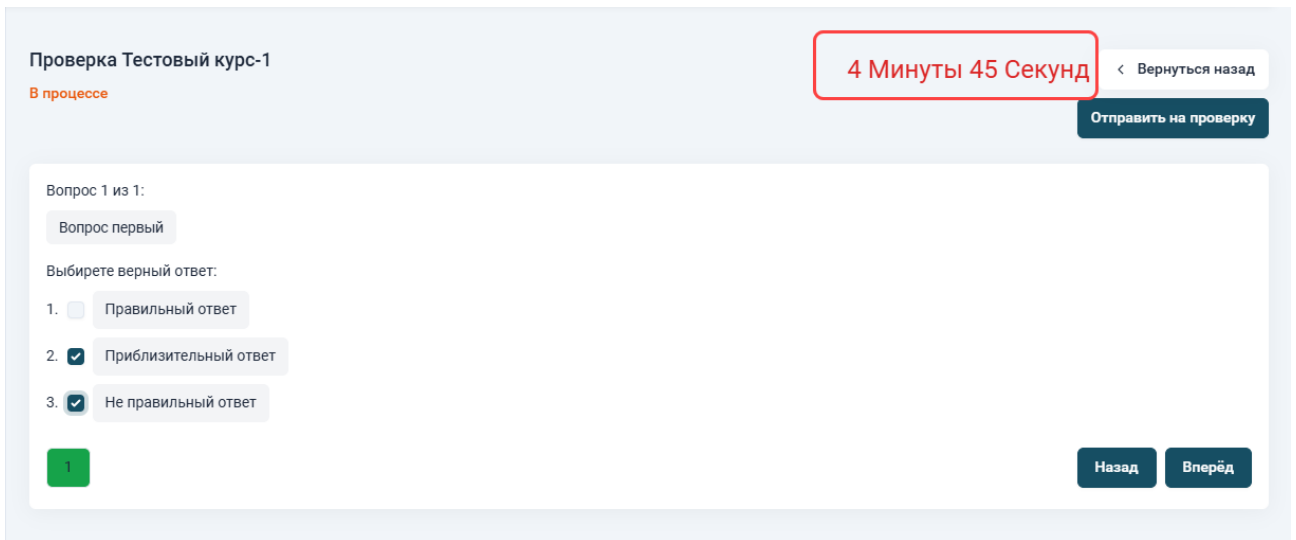 Проверка Тестовый курс-1
В процессе
4 Минуты 45 Секунд
< Вернуться назад
Отправить на проверку
Вопрос 1 из 1:
Вопрос первый
Выбирете верный ответ:
1. Правильный ответ
2. Приблизительный ответ
3. Не правильный ответ
1
Назад Вперёд